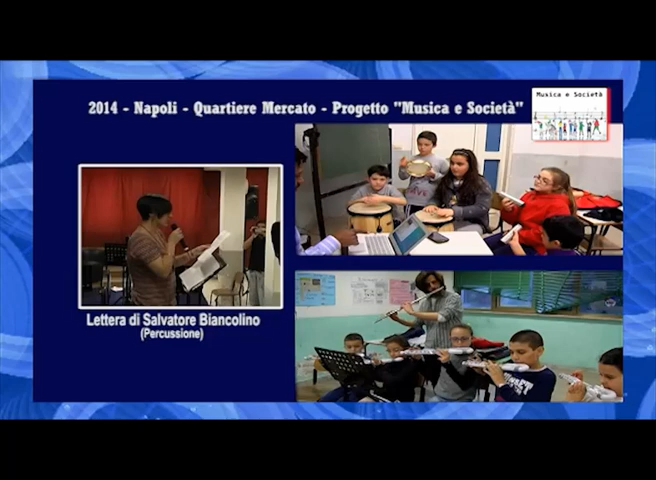 2014 - Napoli - Quartiere Mercato - Progetto "Musica e Società"
Musica e Società
Lettera di Salvatore Biancolino
(Percussione)